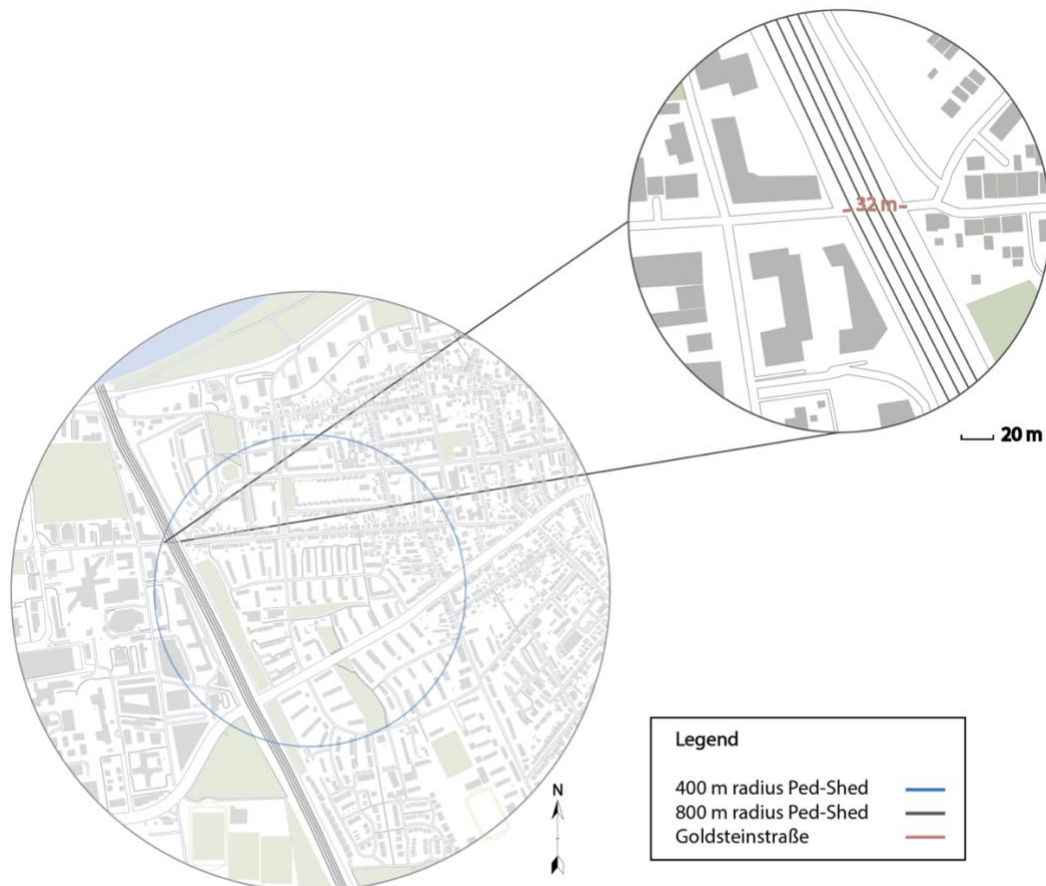 32 m
20 m
N
Legend
400 m radius Ped-Shed
800 m radius Ped-Shed
Goldsteinstraße